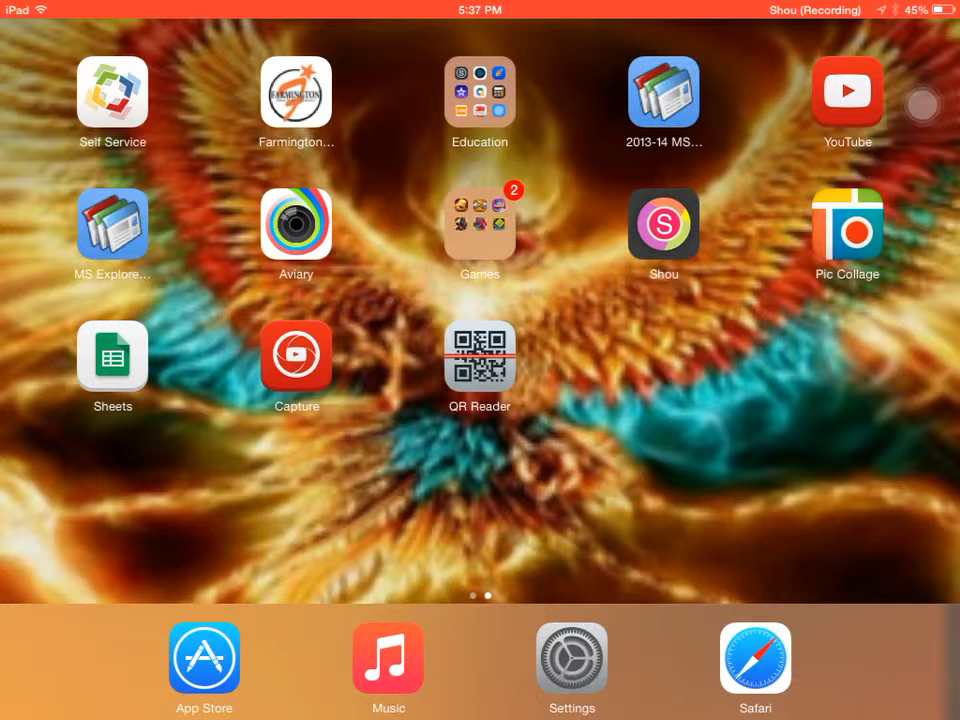 iPad 5:37 PM Shou (Recording) 45%
FARMINGTON
Self Service Farmington... Education 2013-14 MS... YouTube
2
S
MS Explore... Aviary Games Shou Pic Collage
Sheets Capture QR Reader
App Store Music Settings Safari